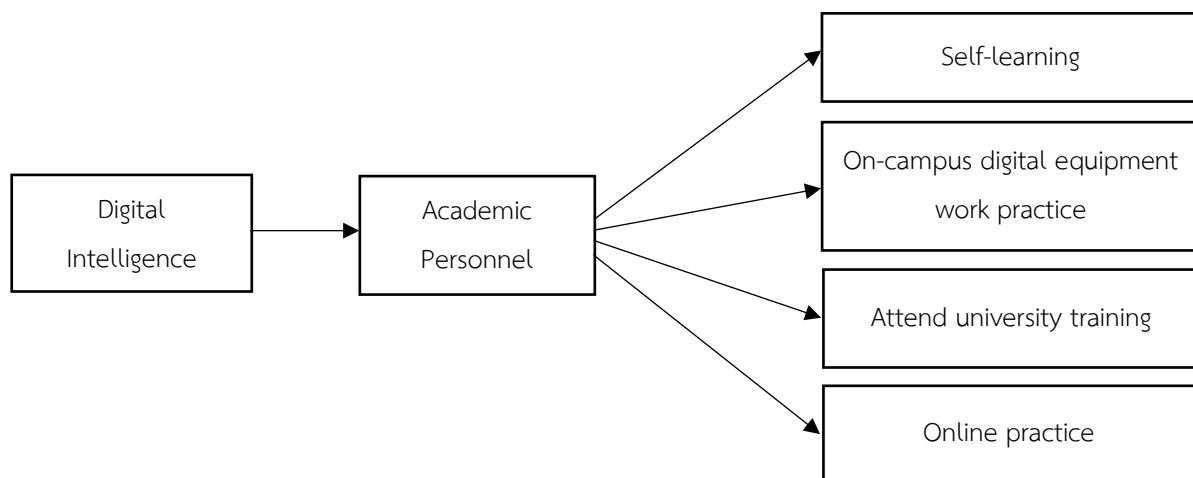 Digital
Intelligence
Academic
Personnel
Self-learning
On-campus digital equipment
work practice
Attend university training
Online practice